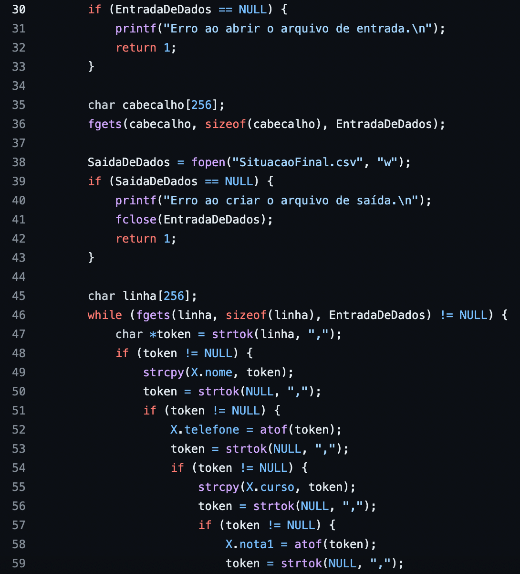 30 if (EntradaDeDados == NULL) {
31 printf("Erro ao abrir o arquivo de entrada.\n");
32 return 1;
33 }
34
35 char cabecalho[256];
36 fgets(cabecalho, sizeof(cabecalho), EntradaDeDados);
37
38 SaidaDeDados = fopen("SituacaoFinal.csv", "w");
39 if (SaidaDeDados == NULL) {
40 printf("Erro ao criar o arquivo de saída.\n");
41 fclose(EntradaDeDados);
42 return 1;
43 }
44
45 char linha[256];
46 while (fgets(linha, sizeof(linha), EntradaDeDados) != NULL) {
47 char *token = strtok(linha, ",");
48 if (token != NULL) {
49 strcpy(X.nome, token);
50 token = strtok(NULL, ",");
51 if (token != NULL) {
52 X.telefone = atof(token);
53 token = strtok(NULL, ",");
54 if (token != NULL) {
55 strcpy(X.curso, token);
56 token = strtok(NULL, ",");
57 if (token != NULL) {
58 X.nota1 = atof(token);
59 token = strtok(NULL, ",");